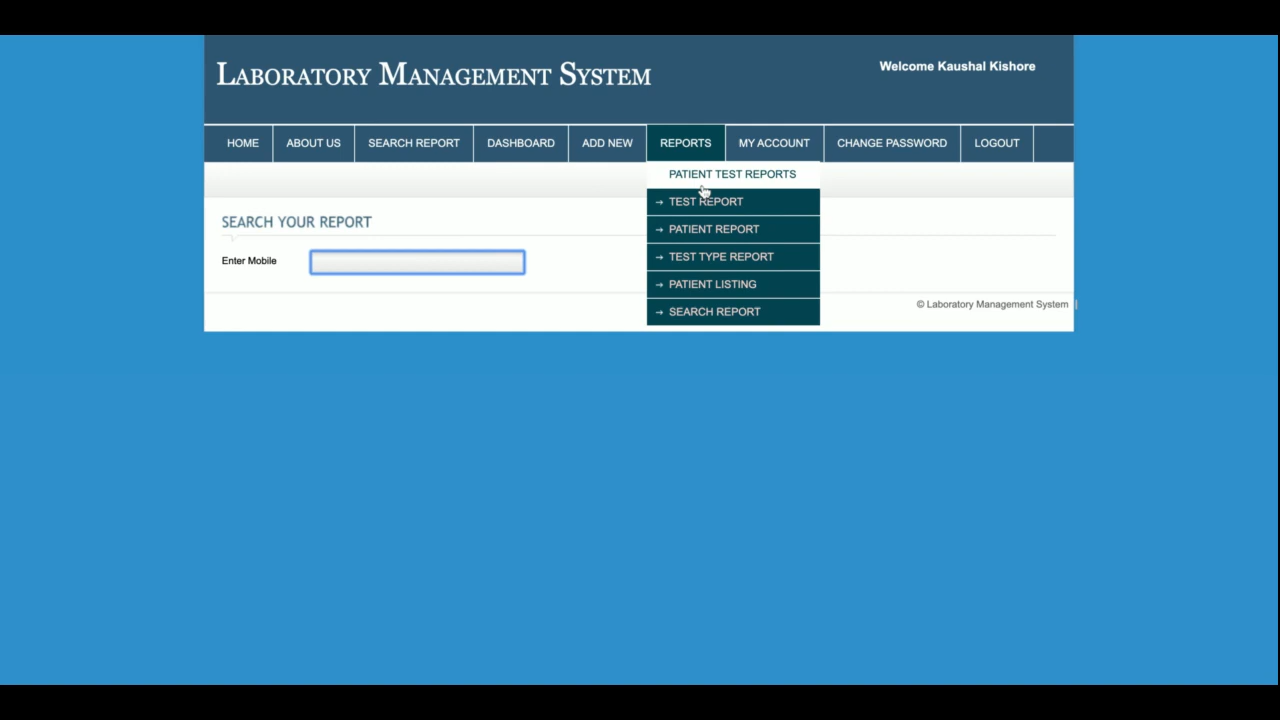 LABORATORY MANAGEMENT SYSTEM
Welcome Kaushal Kishore
HOME ABOUT US SEARCH REPORT DASHBOARD ADD NEW REPORTS MY ACCOUNT CHANGE PASSWORD LOGOUT
PATIENT TEST REPORTS
→ TEST REPORT
→ PATIENT REPORT
→ TEST TYPE REPORT
→ PATIENT LISTING
→ SEARCH REPORT
SEARCH YOUR REPORT
Enter Mobile
© Laboratory Management System |